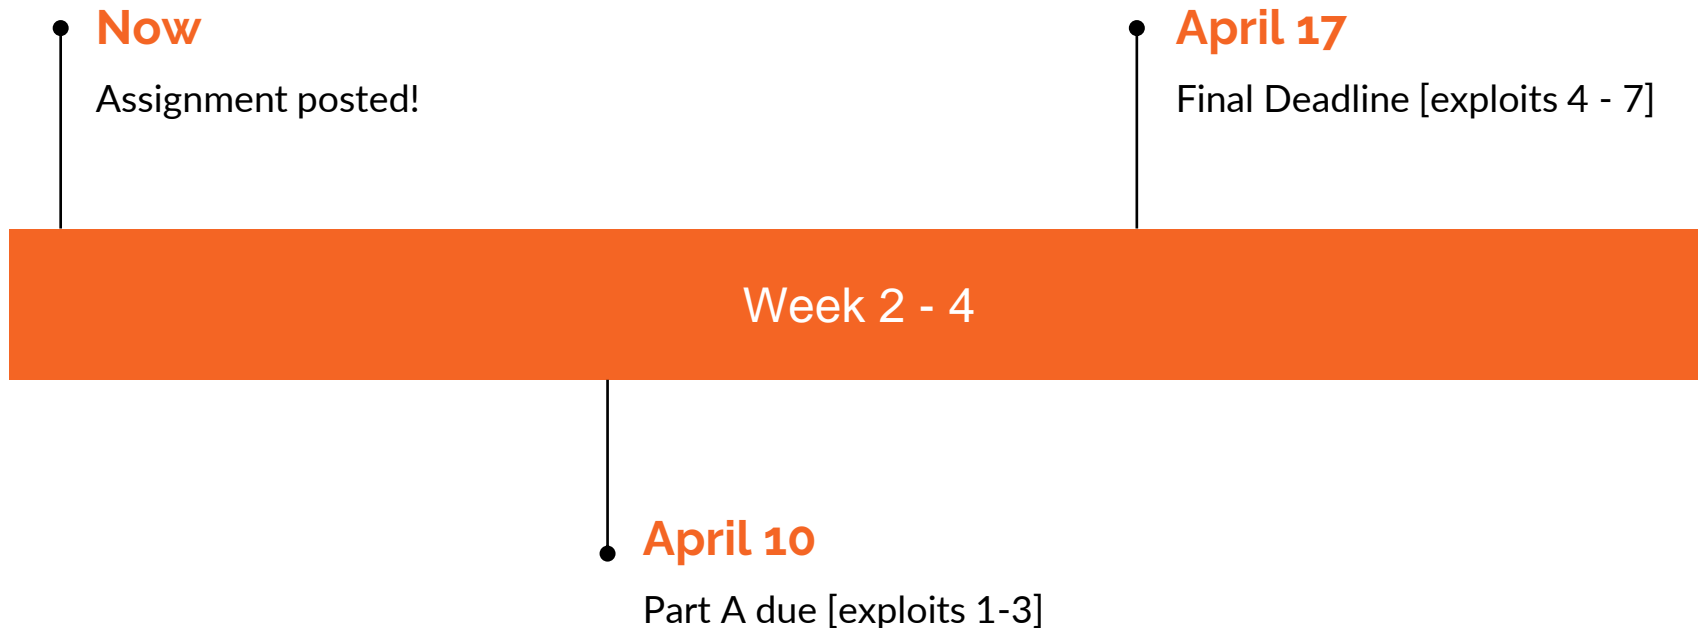 Now
Assignment posted!
April 17
Final Deadline [exploits 4 - 7]
Week 2 - 4
April 10
Part A due [exploits 1-3]